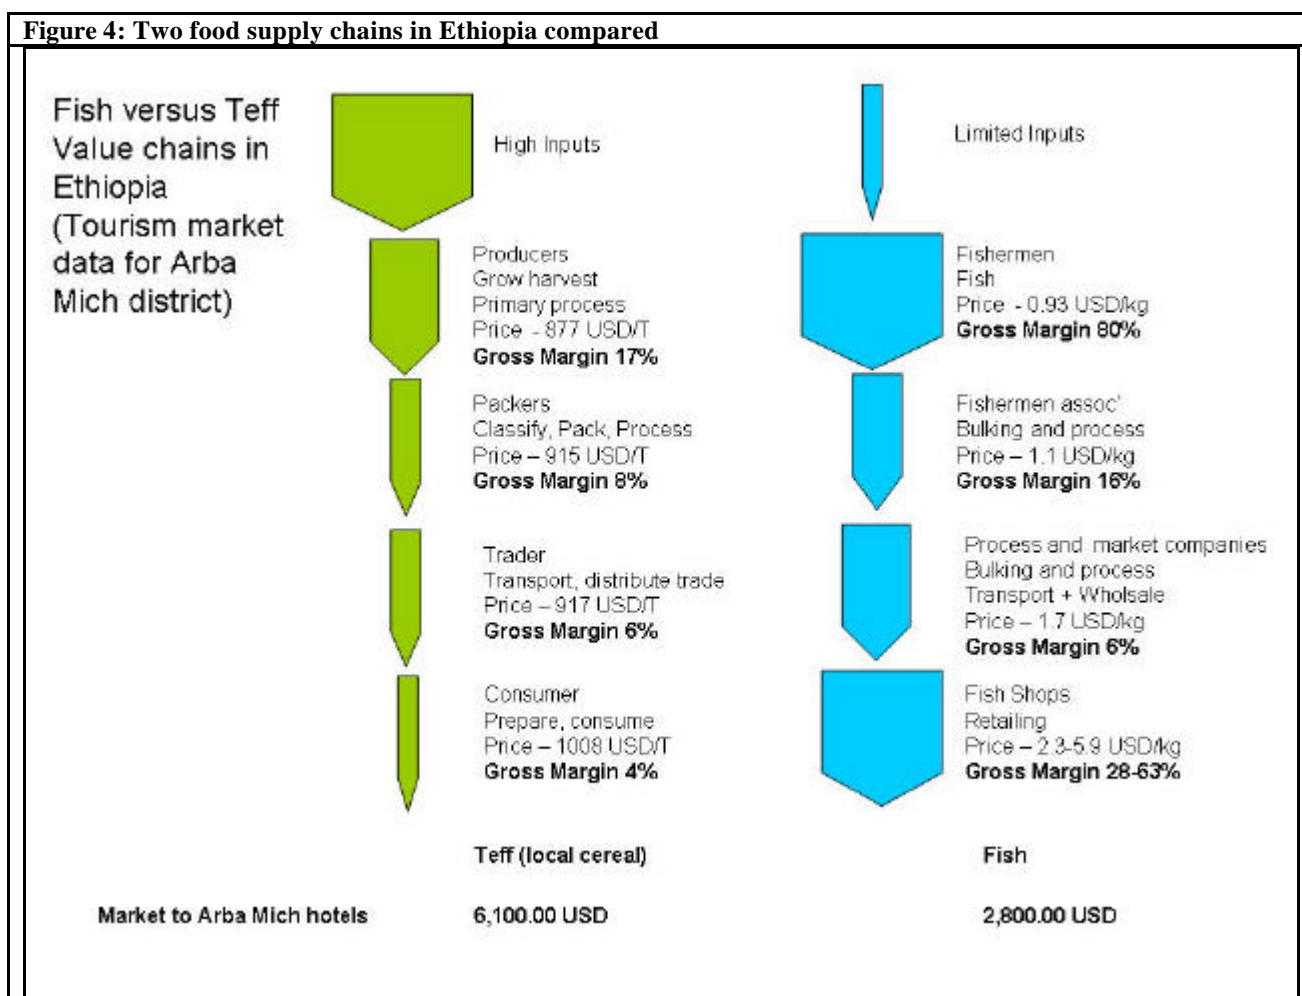 Figure 4: Two food supply chains in Ethiopia compared
Fish versus Teff
Value chains in
Ethiopia
(Tourism market
data for Arba
Mich district)
High Inputs
Producers
Grow harvest
Primary process
Price - 877 USD/T
Gross Margin 17%
Packers
Classify, Pack, Process
Price – 915 USD/T
Gross Margin 8%
Trader
Transport, distribute trade
Price – 917 USD/T
Gross Margin 6%
Consumer
Prepare, consume
Price – 1008 USD/T
Gross Margin 4%
Limited Inputs
Fishermen
Fish
Price - 0.93 USD/kg
Gross Margin 80%
Fishermen assoc'
Bulking and process
Price – 1.1 USD/kg
Gross Margin 16%
Process and market companies
Bulking and process
Transport + Wholsale
Price – 1.7 USD/kg
Gross Margin 6%
Fish Shops
Retailing
Price – 2.3-5.9 USD/kg
Gross Margin 28-63%
Teff (local cereal) Fish
Market to Arba Mich hotels 6,100.00 USD 2,800.00 USD